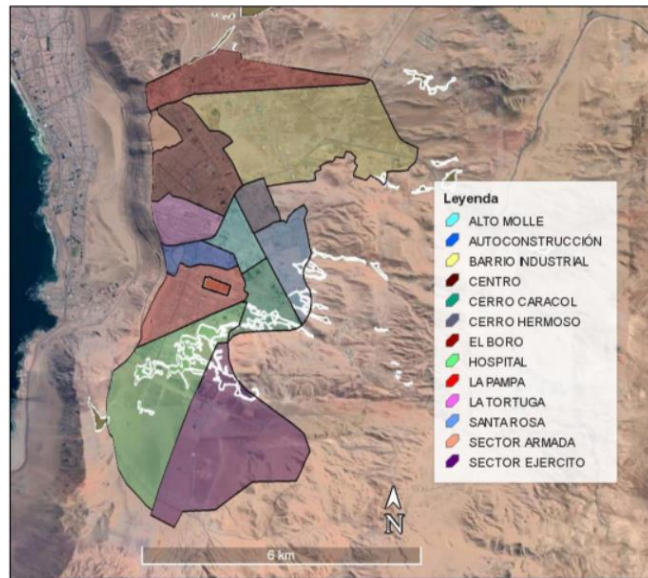 Leyenda
ALTO MOLLE
AUTOCONSTRUCCIÓN
BARRIO INDUSTRIAL
CENTRO
CERRO CARACOL
CERRO HERMOSO
EL BORO
HOSPITAL
LA PAMPA
LA TORTUGA
SANTA ROSA
SECTOR ARMADA
SECTOR EJERCITO
N
6 km